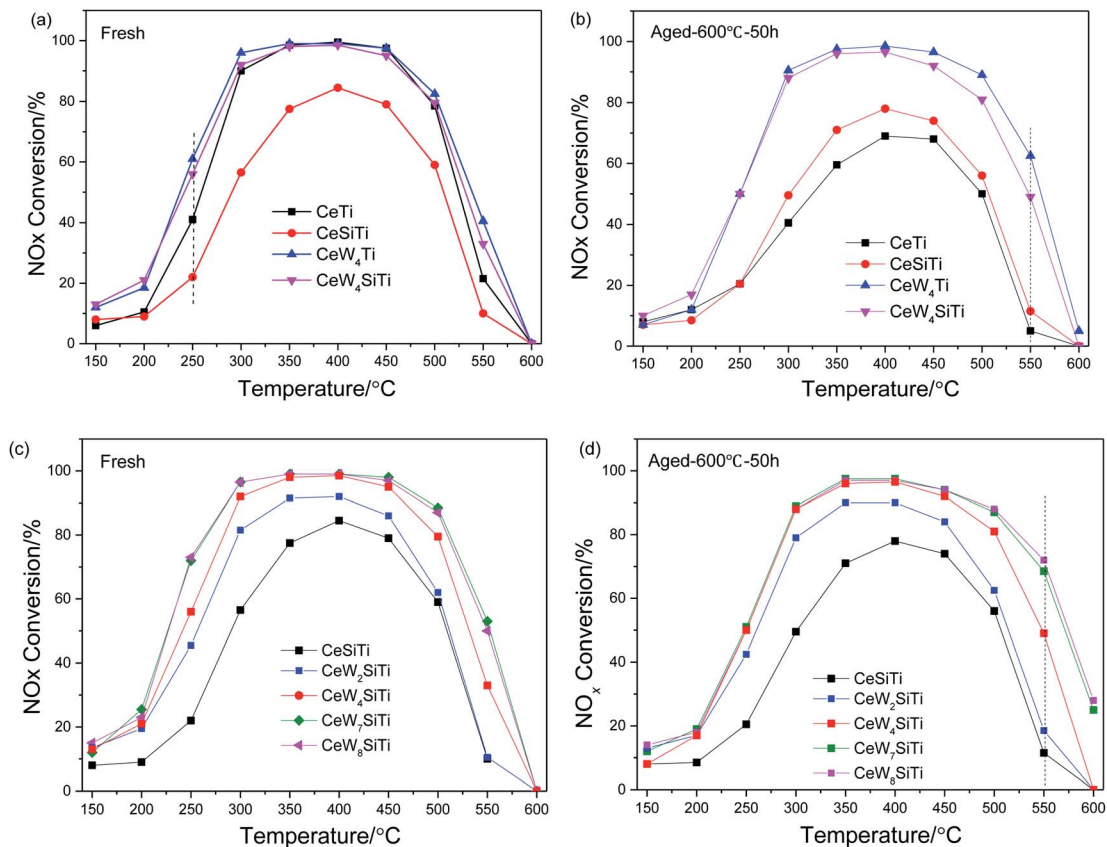 (a)
Fresh
NOx Conversion/%
100
80
60
40
20
0
CeTi
CeSiTi
CeW₄Ti
CeW₄SiTi
150 200 250 300 350 400 450 500 550 600
Temperature/°C
(b)
Aged-600℃-50h
NOx Conversion/%
100
80
60
40
20
0
CeTi
CeSiTi
CeW₄Ti
CeW₄SiTi
150 200 250 300 350 400 450 500 550 600
Temperature/°C
(c)
Fresh
NOx Conversion/%
100
80
60
40
20
0
CeSiTi
CeW₂SiTi
CeW₄SiTi
CeW₇SiTi
CeW₈SiTi
150 200 250 300 350 400 450 500 550 600
Temperature/°C
(d)
Aged-600℃-50h
NOₓ Conversion/%
100
80
60
40
20
0
CeSiTi
CeW₂SiTi
CeW₄SiTi
CeW₇SiTi
CeW₈SiTi
150 200 250 300 350 400 450 500 550 600
Temperature/°C